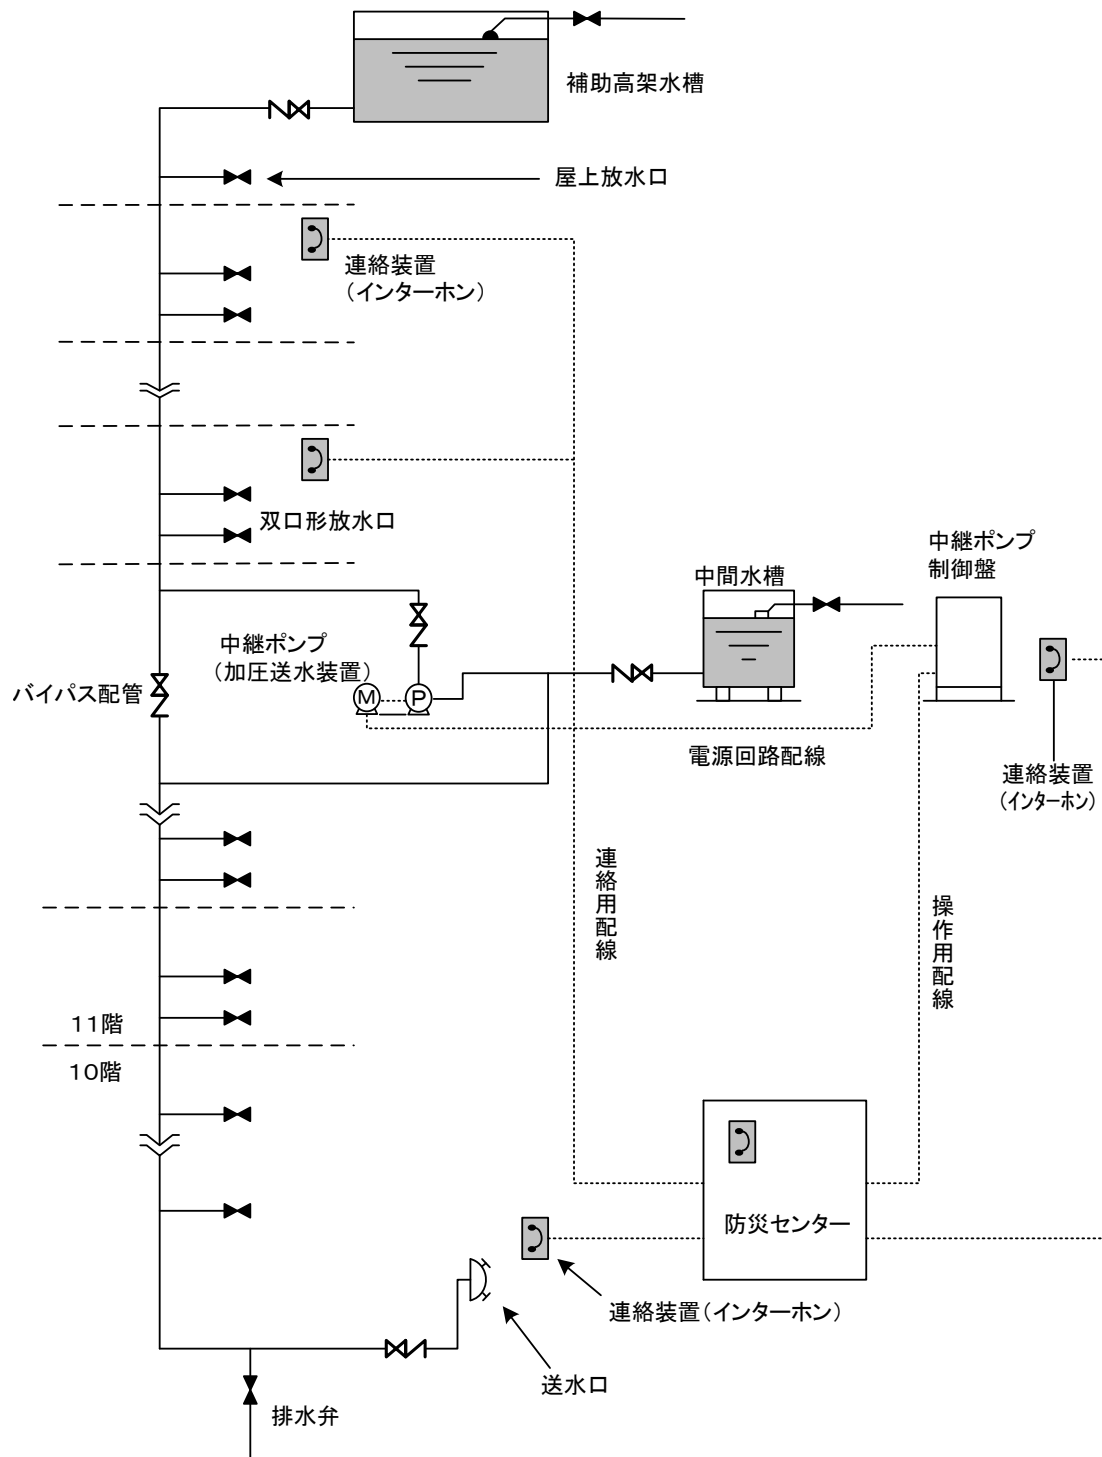 補助高架水槽
屋上放水口
連絡装置
（インターホン）
双口形放水口
中継ポンプ
制御盤
中間水槽
中継ポンプ
（加圧送水装置）
M
P
バイパス配管
電源回路配線
連絡装置
（インターホン）
連絡用配線
操作用配線
11階
10階
防災センター
連絡装置（インターホン）
送水口
排水弁